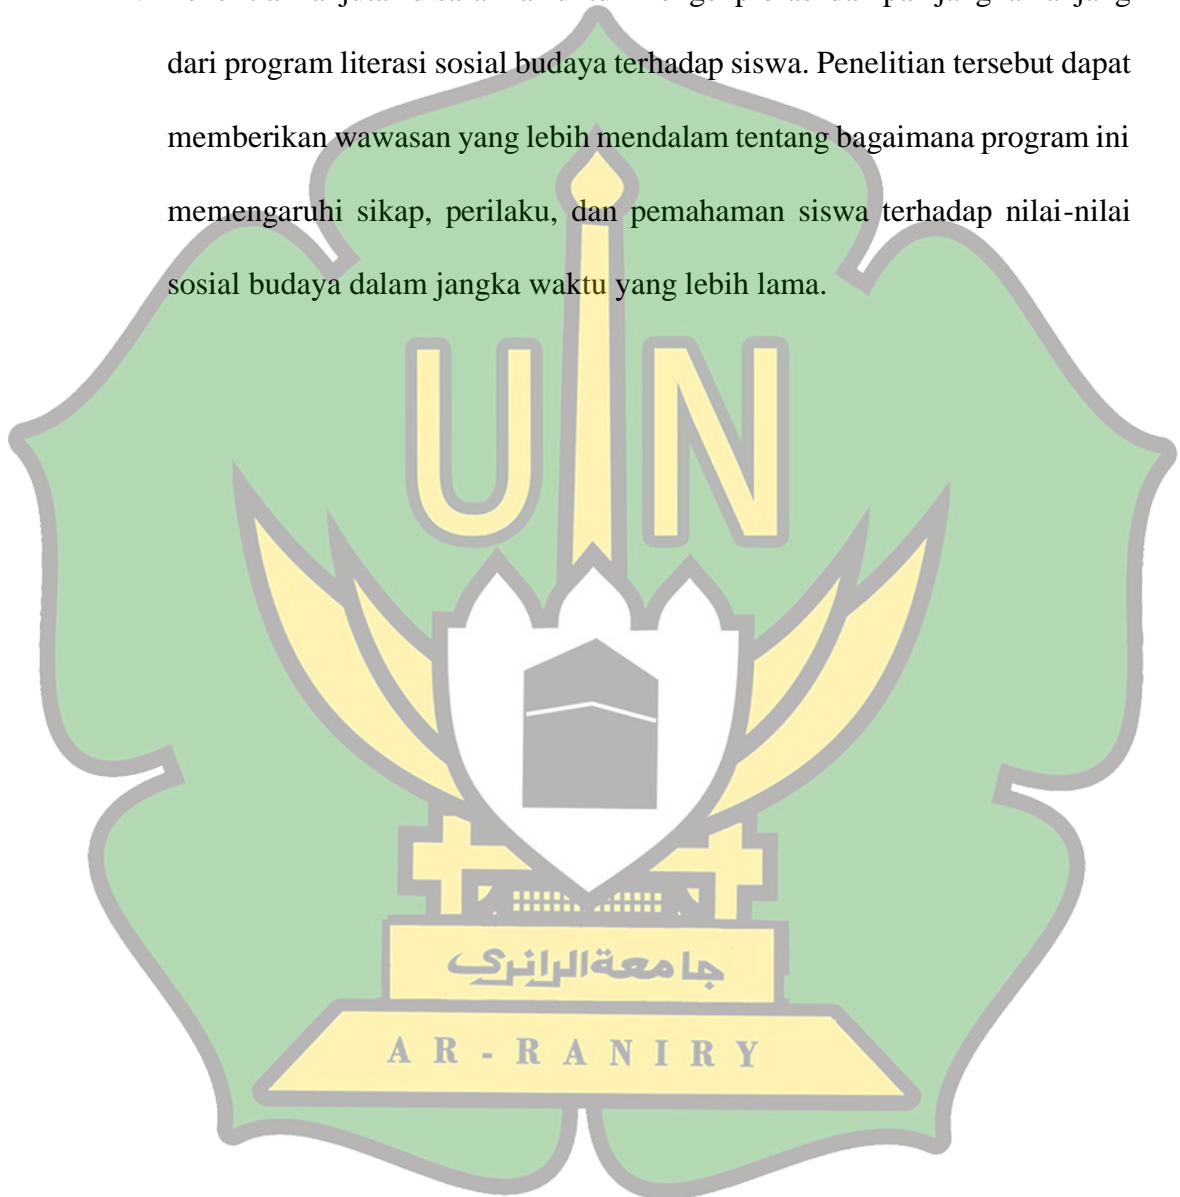 dari program literasi sosial budaya terhadap siswa. Penelitian tersebut dapat
memberikan wawasan yang lebih mendalam tentang bagaimana program ini
memengaruhi sikap, perilaku, dan pemahaman siswa terhadap nilai-nilai
sosial budaya dalam jangka waktu yang lebih lama.
UIN
جامعة الرانري
AR-RANIRY